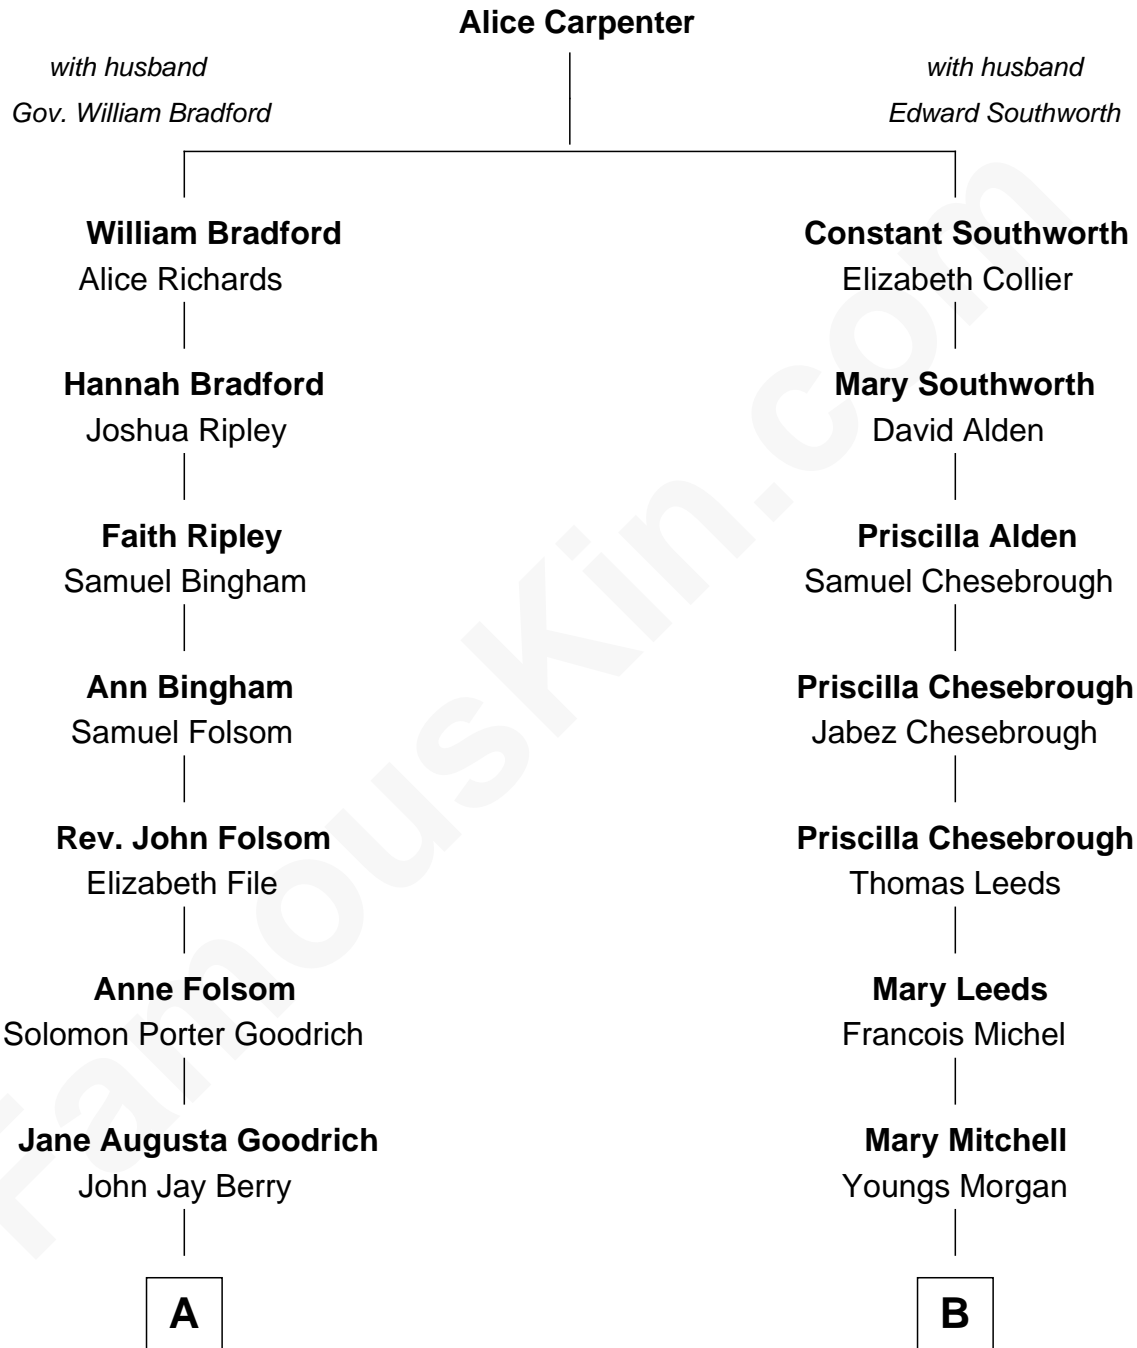 Alice Carpenter
with husband
Gov. William Bradford
with husband
Edward Southworth
William Bradford
Alice Richards
Constant Southworth
Elizabeth Collier
Hannah Bradford
Joshua Ripley
Mary Southworth
David Alden
Faith Ripley
Samuel Bingham
Priscilla Alden
Samuel Chesebrough
Ann Bingham
Samuel Folsom
Priscilla Chesebrough
Jabez Chesebrough
Rev. John Folsom
Elizabeth File
Priscilla Chesebrough
Thomas Leeds
Anne Folsom
Solomon Porter Goodrich
Mary Leeds
Francois Michel
Jane Augusta Goodrich
John Jay Berry
Mary Mitchell
Youngs Morgan
A
B
FamousKin.com